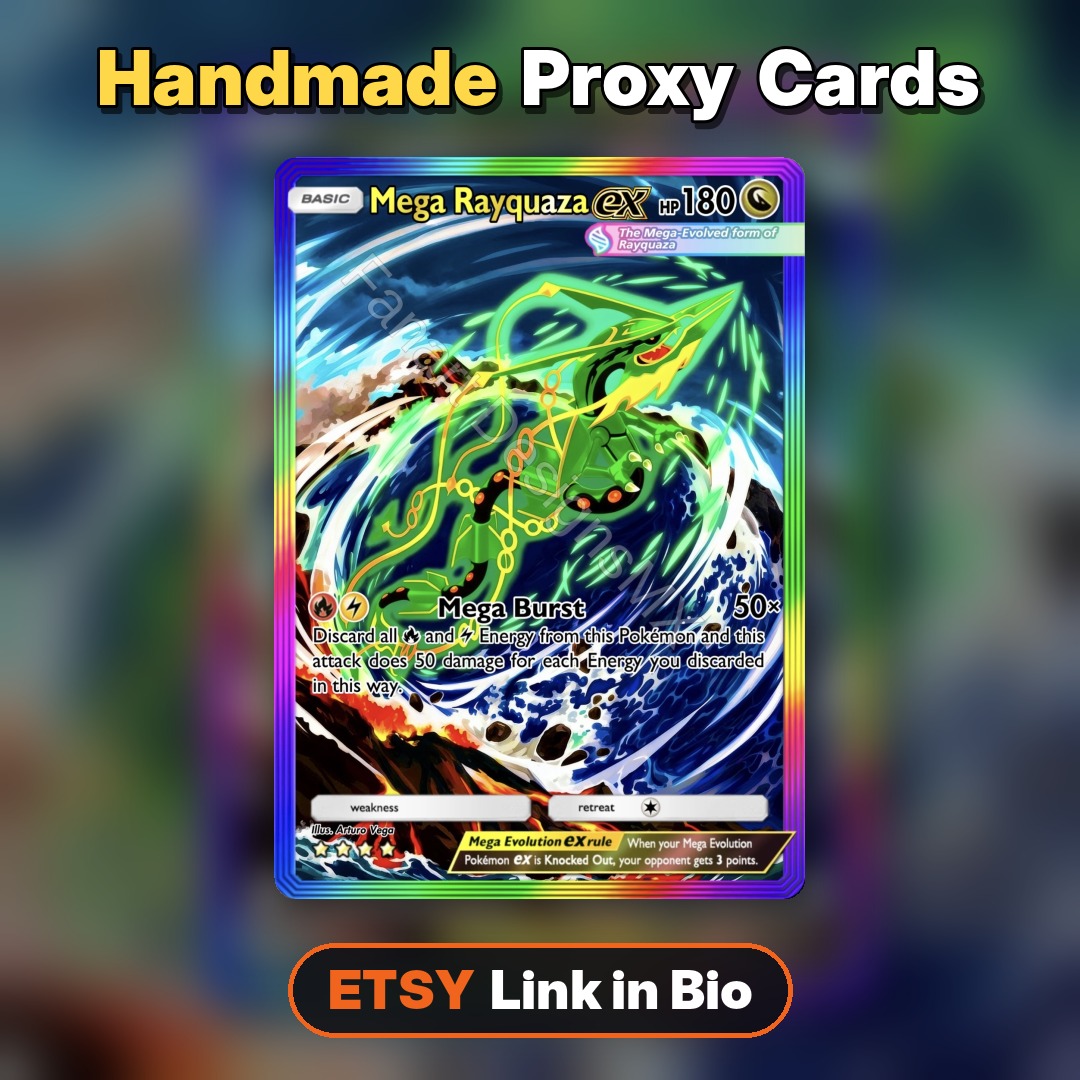 Handmade Proxy Cards
BASIC Mega Rayquaza ex HP 180
The Mega-Evolved form of
Rayquaza
Mega Burst 50×
Discard all and Energy from this Pokémon and this
attack does 50 damage for each Energy you discarded
in this way.
weakness retreat
Illus. Arturo Vega
Mega Evolution ex rule When your Mega Evolution
Pokémon ex is Knocked Out, your opponent gets 3 points.
ETSY Link in Bio